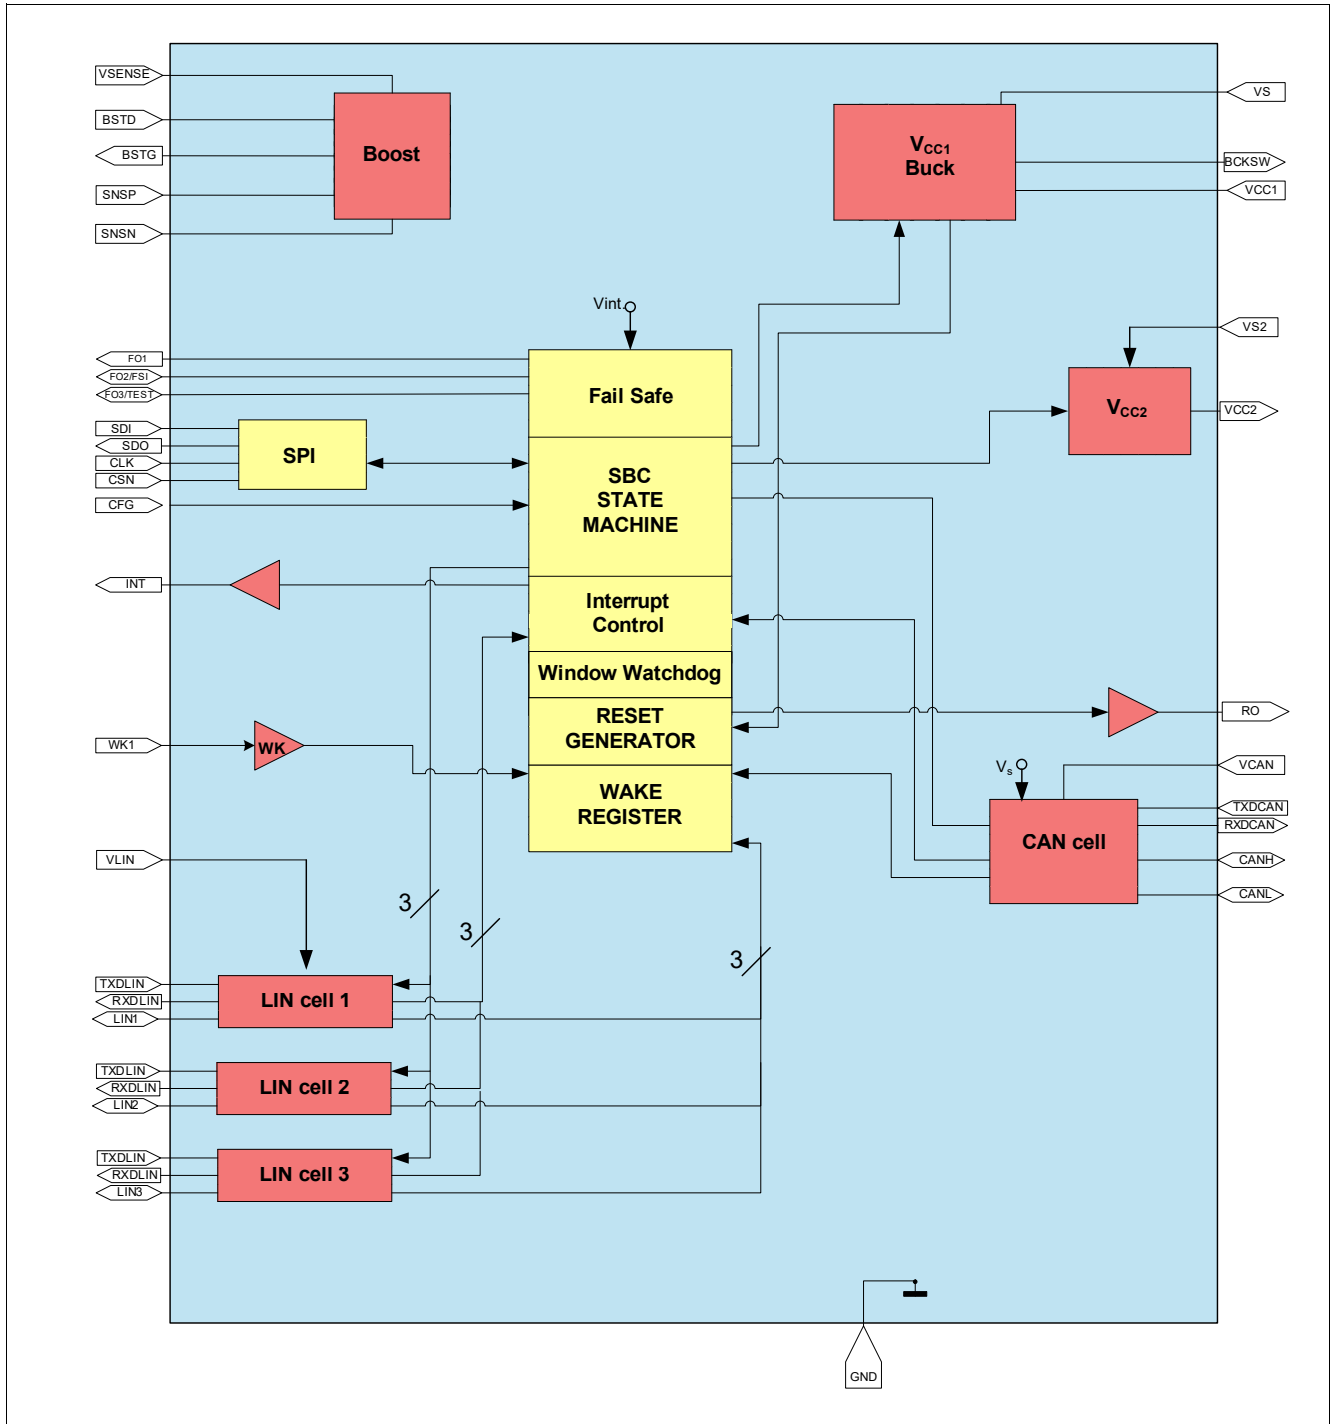 VSENSE
BSTD
BSTG
SNSP
SNSN
Boost
V_CC1
Buck
VS
BCKSW
VCC1
Vint.
VS2
V_CC2
VCC2
FO1
FO2/FSI
FO3/TEST
SDI
SDO
CLK
CSN
CFG
SPI
Fail Safe
SBC
STATE
MACHINE
INT
Interrupt
Control
Window Watchdog
RESET
GENERATOR
RO
WK1
WK
WAKE
REGISTER
V_s
VCAN
TXDCAN
RXDCAN
CANH
CANL
CAN cell
VLIN
3
3
3
TXDLIN
RXDLIN
LIN1
LIN cell 1
TXDLIN
RXDLIN
LIN2
LIN cell 2
TXDLIN
RXDLIN
LIN3
LIN cell 3
GND